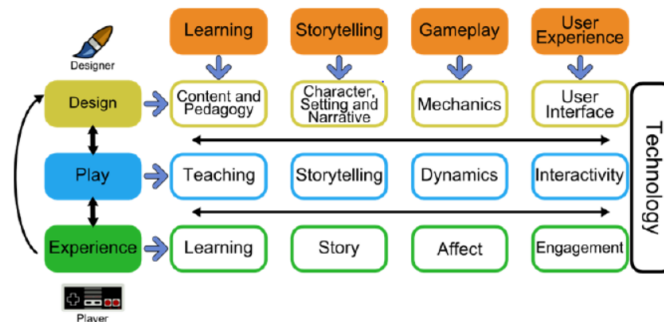 Learning
Storytelling
Gameplay
User
Experience
Designer
Design
Content and
Pedagogy
Character,
Setting and
Narrative
Mechanics
User
Interface
Play
Teaching
Storytelling
Dynamics
Interactivity
Experience
Learning
Story
Affect
Engagement
Technology
Player